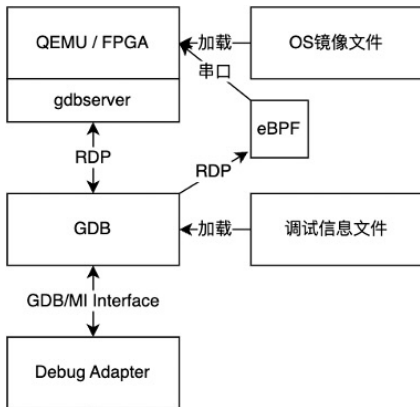 QEMU / FPGA
加载
OS镜像文件
串口
gdbserver
eBPF
RDP
RDP
GDB
加载
调试信息文件
GDB/MI Interface
Debug Adapter